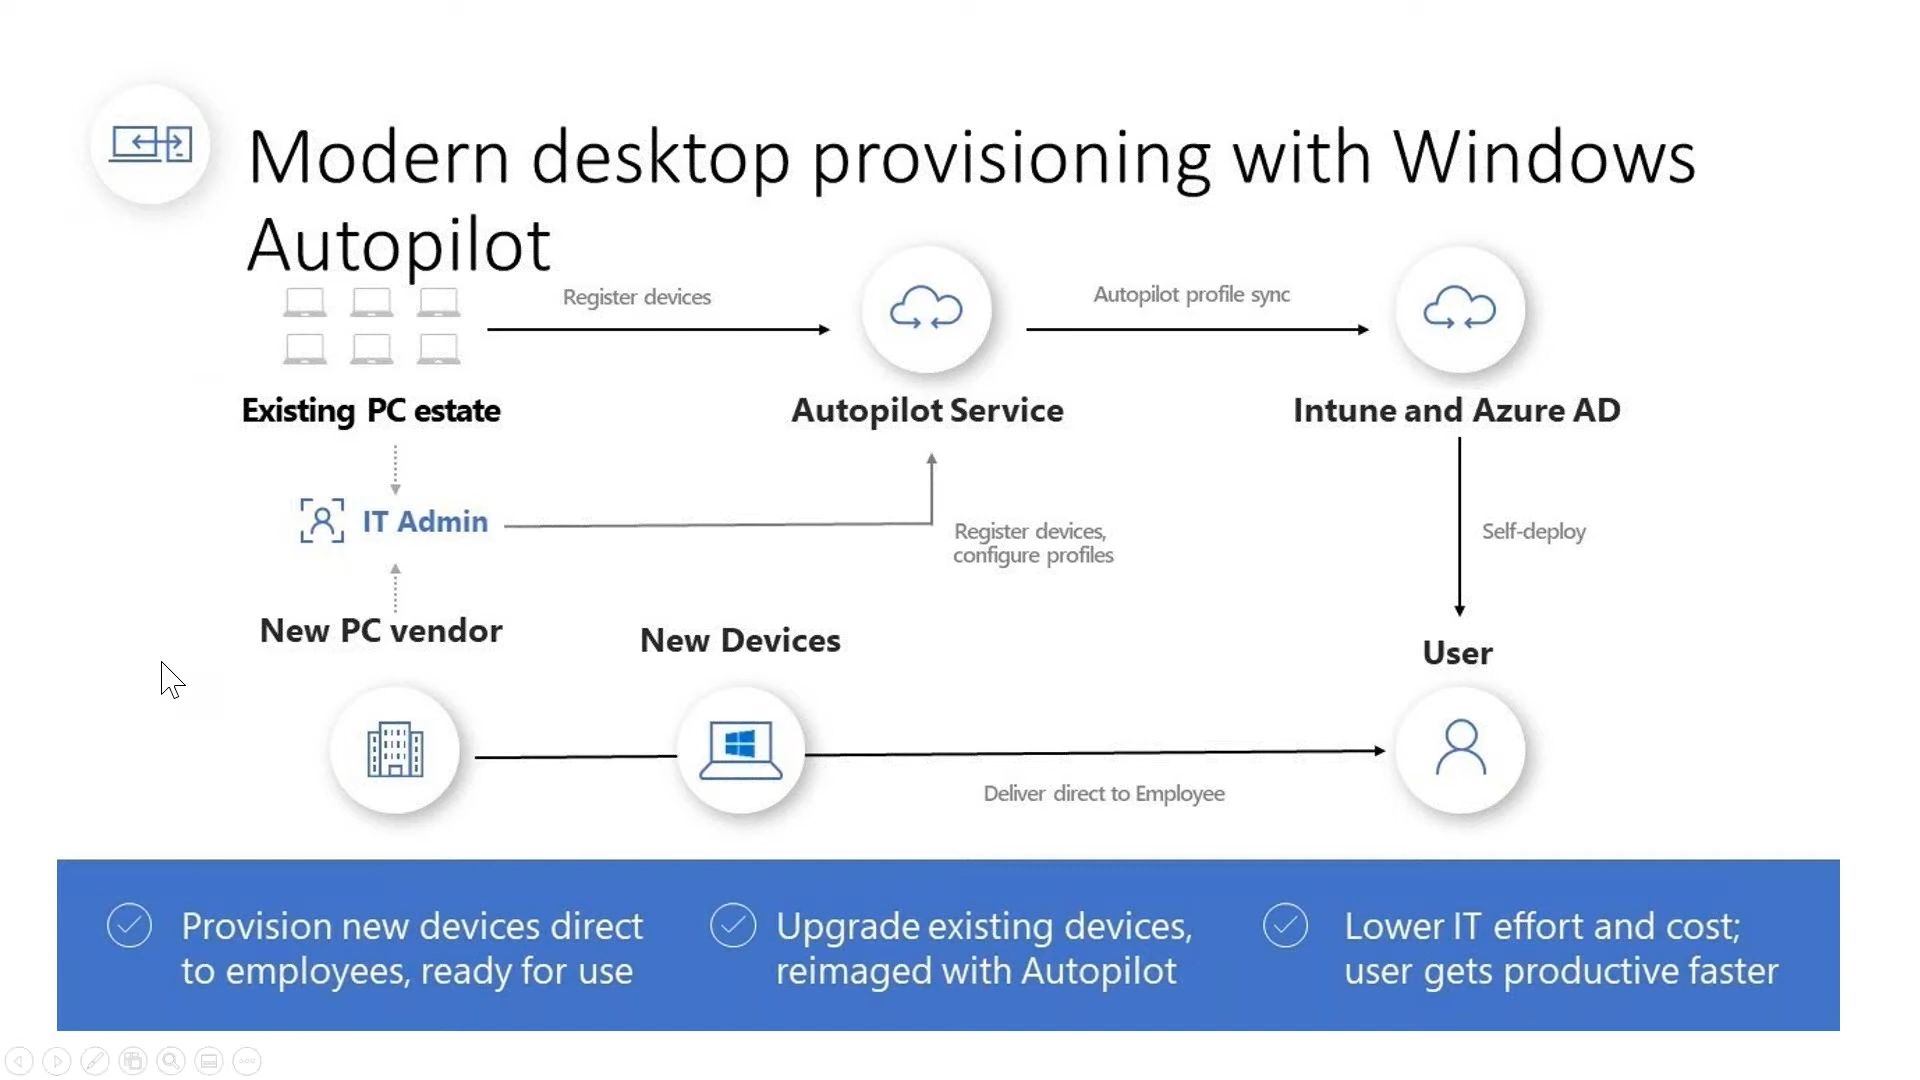 Modern desktop provisioning with Windows
Autopilot
Register devices
Autopilot profile sync
Existing PC estate
Autopilot Service
Intune and Azure AD
IT Admin
Register devices,
configure profiles
Self-deploy
New PC vendor
New Devices
User
Deliver direct to Employee
Provision new devices direct
to employees, ready for use
Upgrade existing devices,
reimaged with Autopilot
Lower IT effort and cost;
user gets productive faster